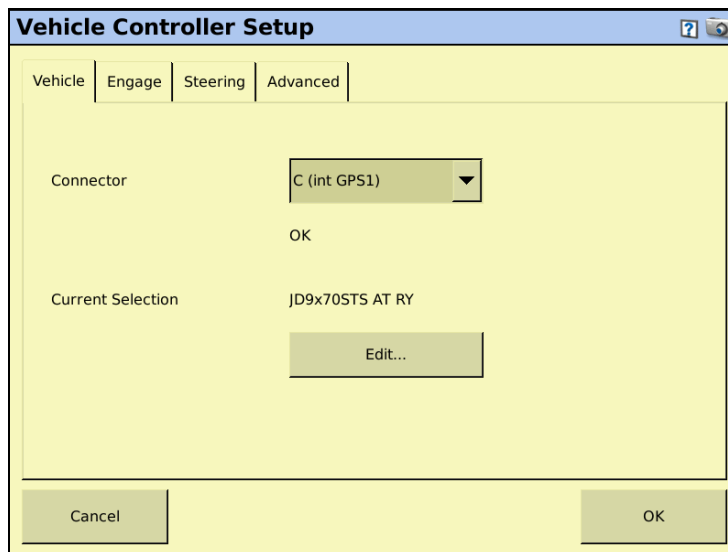 Vehicle Controller Setup
?
Vehicle Engage Steering Advanced
Connector C (int GPS1)
OK
Current Selection JD9x70STS AT RY
Edit...
Cancel OK